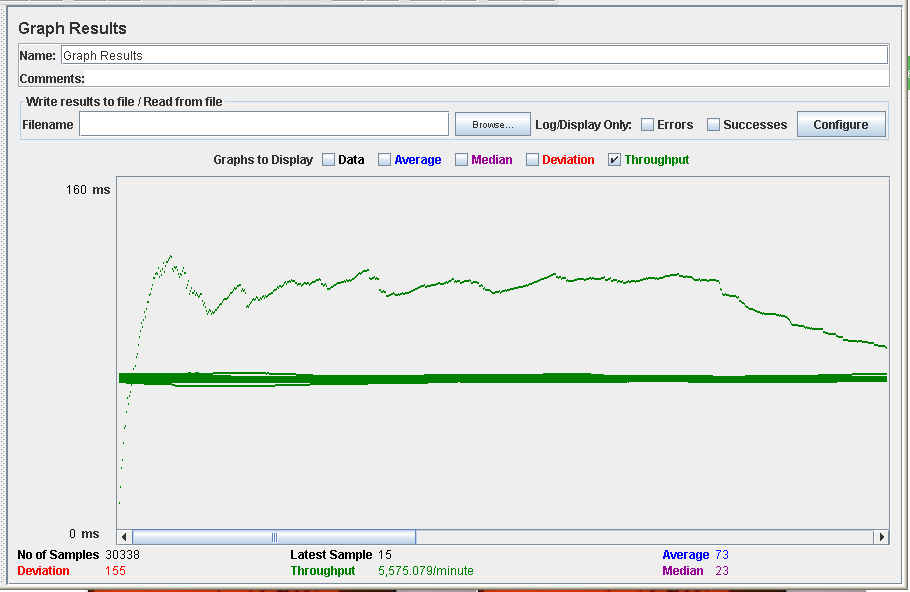 Graph Results
Name: Graph Results
Comments:
Write results to file / Read from file
Filename Browse... Log/Display Only: Errors Successes Configure
Graphs to Display Data Average Median Deviation Throughput
160 ms
0 ms
No of Samples 30338 Latest Sample 15 Average 73
Deviation 155 Throughput 5,575.079/minute Median 23